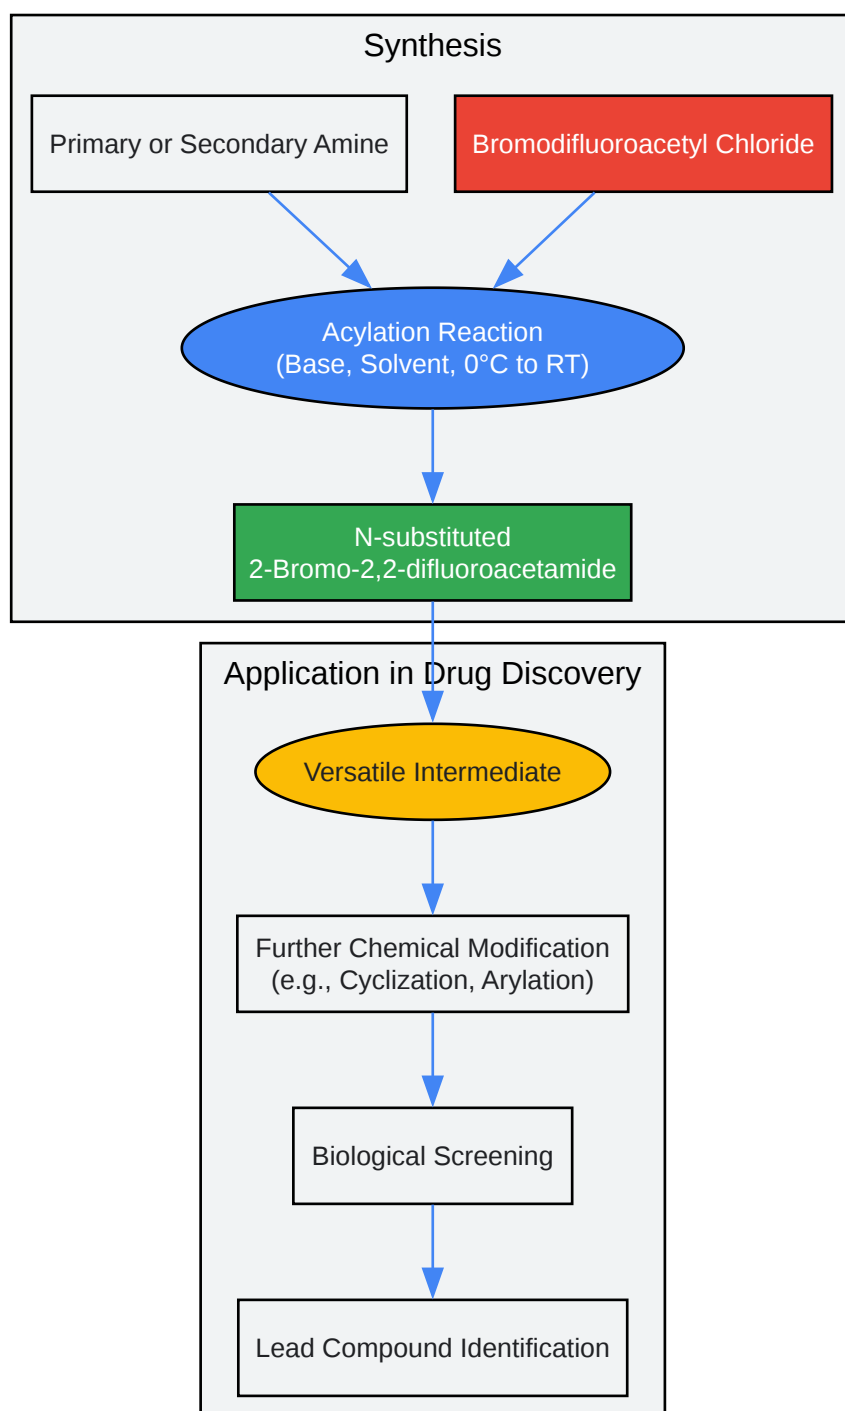 Synthesis
Primary or Secondary Amine
Bromodifluoroacetyl Chloride
Acylation Reaction
(Base, Solvent, 0°C to RT)
N-substituted
2-Bromo-2,2-difluoroacetamide
Application in Drug Discovery
Versatile Intermediate
Further Chemical Modification
(e.g., Cyclization, Arylation)
Biological Screening
Lead Compound Identification